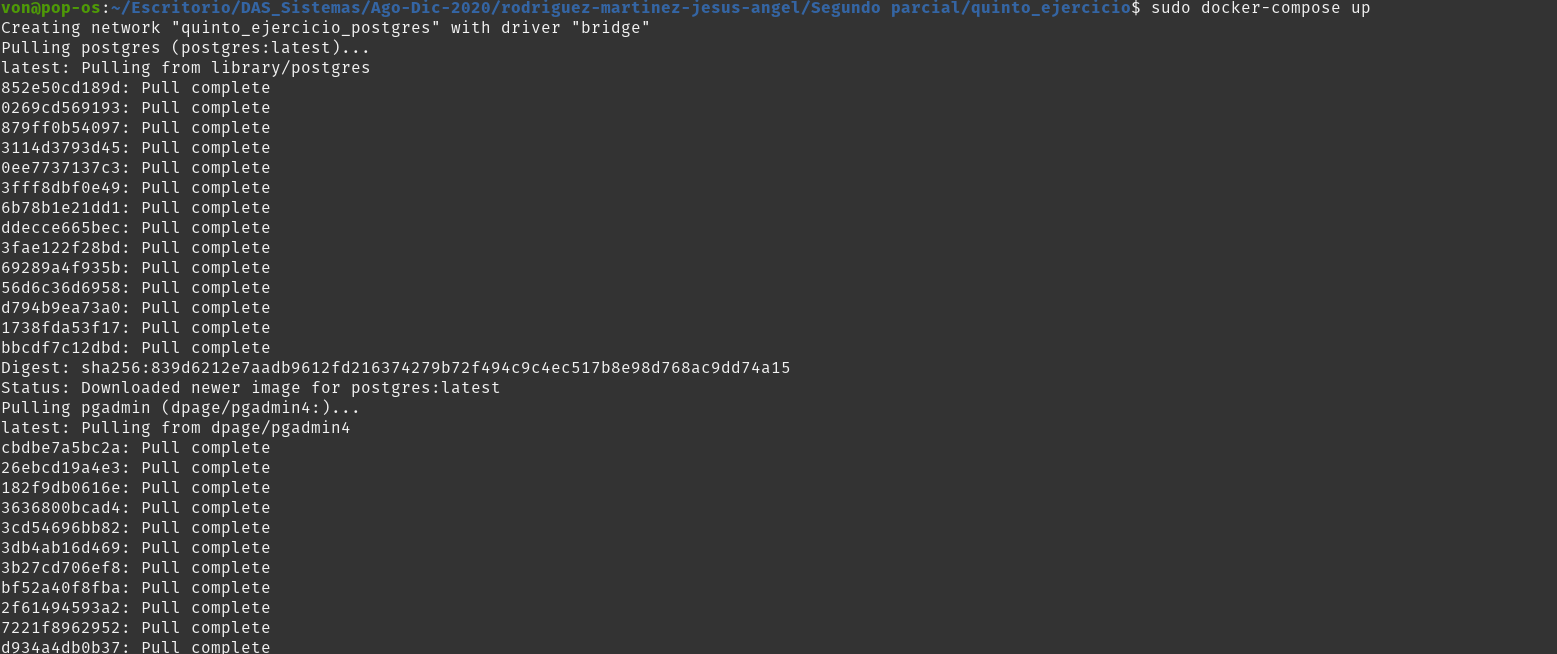 von@pop-os:~/Escritorio/DAS_Sistemas/Ago-Dic-2020/rodriguez-martinez-jesus-angel/Segundo parcial/quinto_ejercicio$ sudo docker-compose up
Creating network "quinto_ejercicio_postgres" with driver "bridge"
Pulling postgres (postgres:latest)...
latest: Pulling from library/postgres
852e50cd189d: Pull complete
0269cd569193: Pull complete
879ff0b54097: Pull complete
3114d3793d45: Pull complete
0ee7737137c3: Pull complete
3fff8dbf0e49: Pull complete
6b78b1e21dd1: Pull complete
ddecce665bec: Pull complete
3fae122f28bd: Pull complete
69289a4f935b: Pull complete
56d6c36d6958: Pull complete
d794b9ea73a0: Pull complete
1738fda53f17: Pull complete
bbcdf7c12dbd: Pull complete
Digest: sha256:839d6212e7aadb9612fd216374279b72f494c9c4ec517b8e98d768ac9dd74a15
Status: Downloaded newer image for postgres:latest
Pulling pgadmin (dpage/pgadmin4:)...
latest: Pulling from dpage/pgadmin4
cbdbe7a5bc2a: Pull complete
26ebcd19a4e3: Pull complete
182f9db0616e: Pull complete
3636800bcad4: Pull complete
3cd54696bb82: Pull complete
3db4ab16d469: Pull complete
3b27cd706ef8: Pull complete
bf52a40f8fba: Pull complete
2f61494593a2: Pull complete
7221f8962952: Pull complete
d934a4db0b37: Pull complete